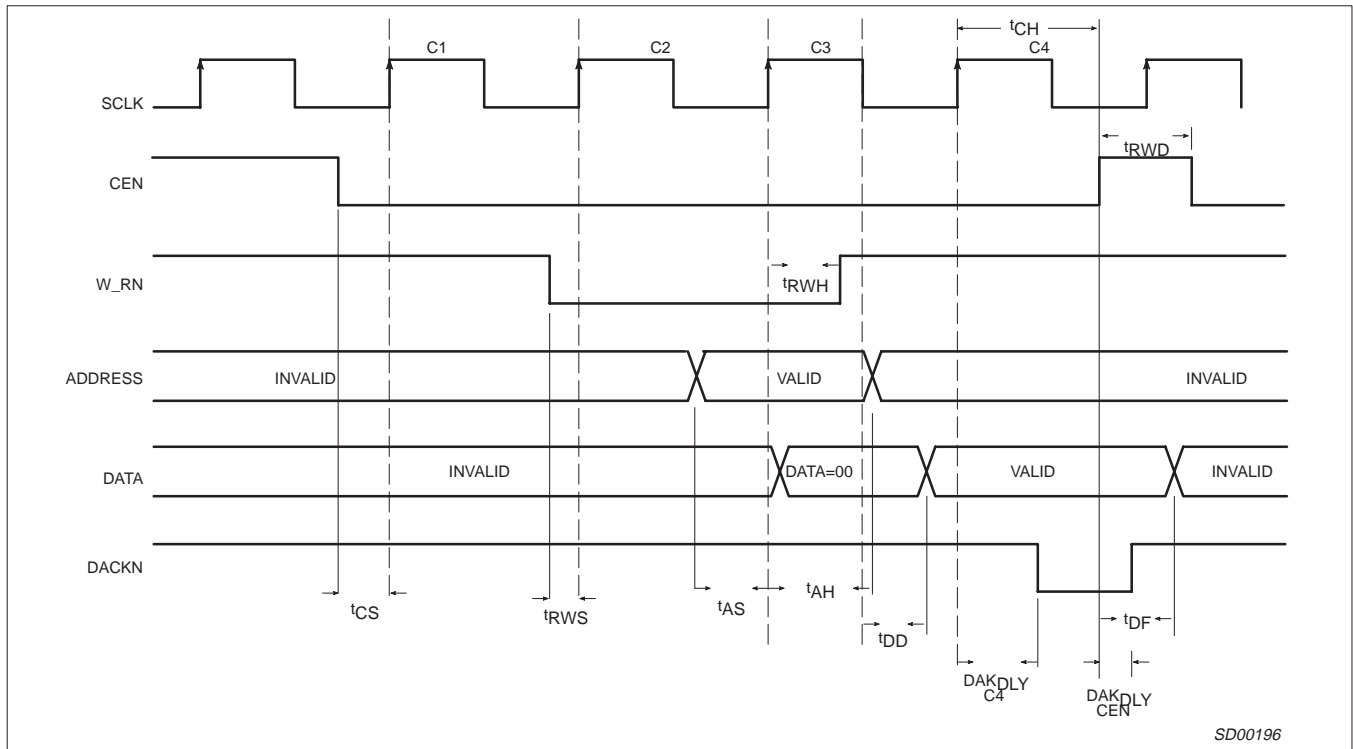 tCH
C1
C2
C3
C4
SCLK
tRWD
CEN
W_RN
tRWH
ADDRESS
INVALID
VALID
INVALID
DATA
INVALID
DATA=00
VALID
INVALID
DACKN
tCS
tRWS
tAS
tAH
tDD
tDF
DAKDLY
C4
DAKDLY
CEN
SD00196